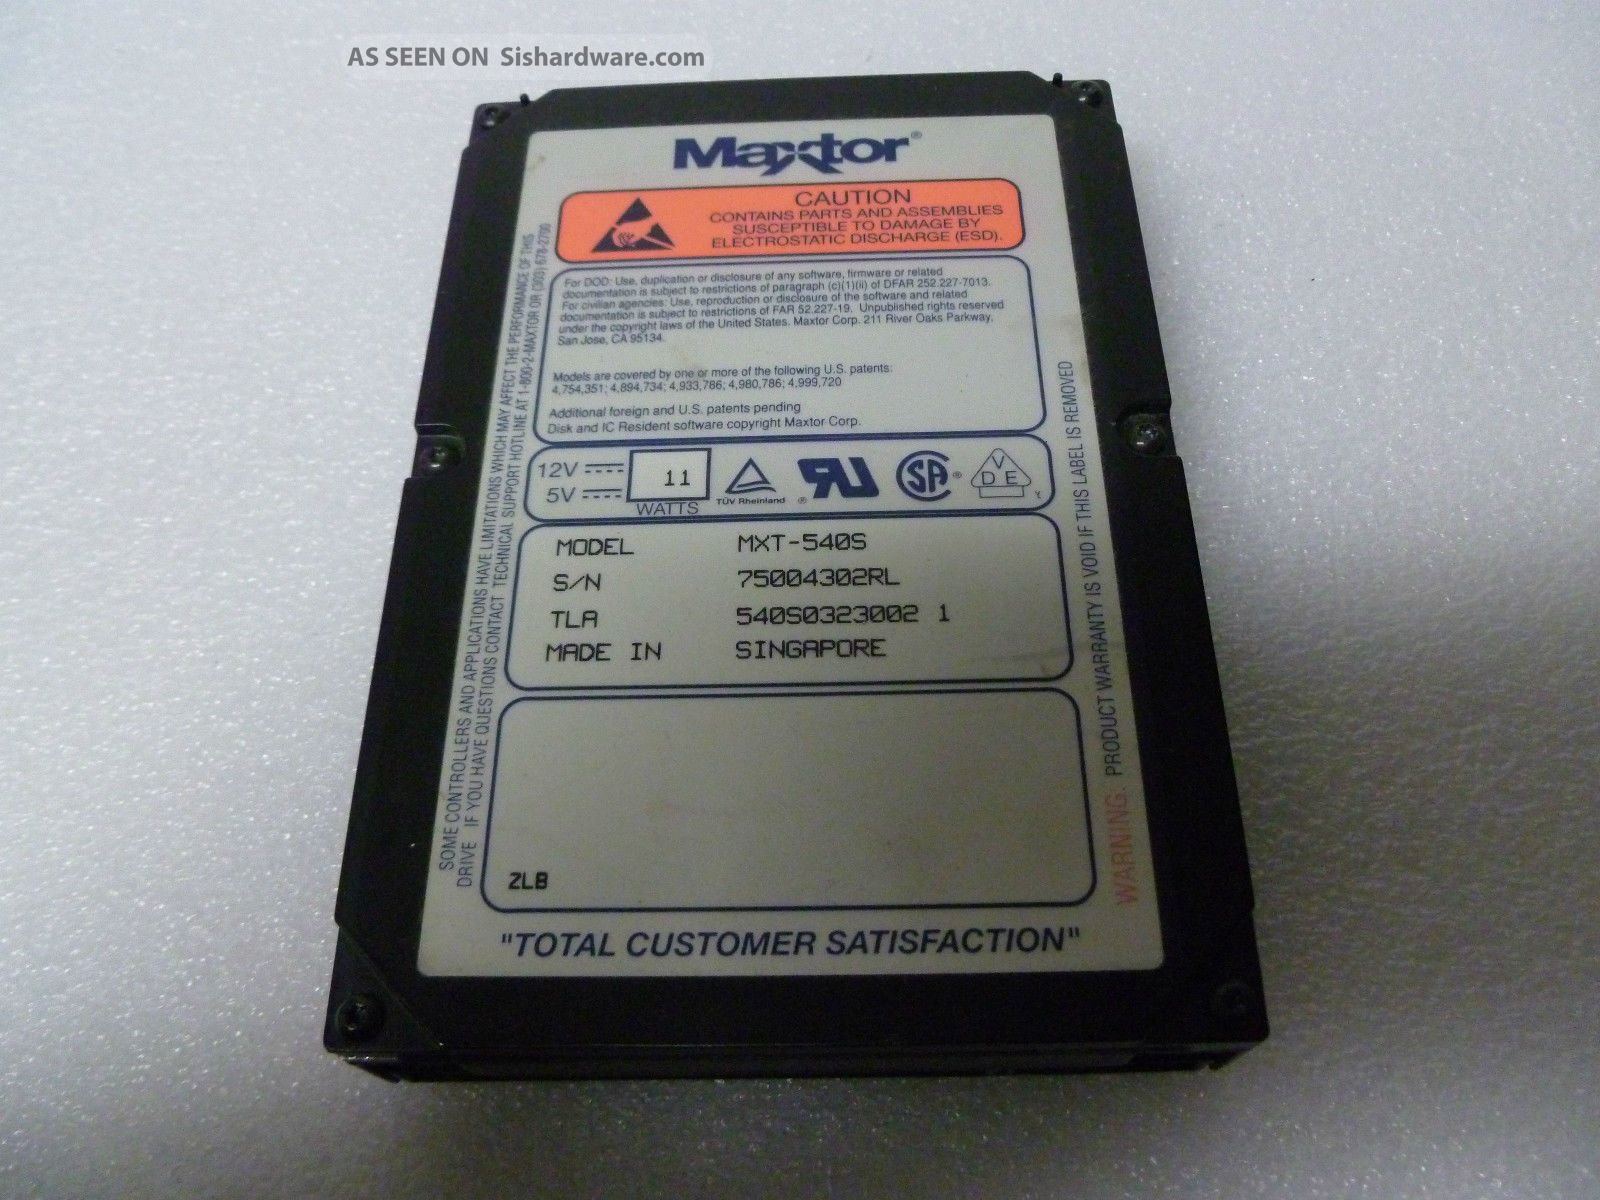 AS SEEN ON Sishardware.com
Maxtor®
CAUTION
CONTAINS PARTS AND ASSEMBLIES
SUSCEPTIBLE TO DAMAGE BY
ELECTROSTATIC DISCHARGE (ESD).
For DOD: Use, duplication or disclosure of any software, firmware or related
documentation is subject to restrictions of paragraph (c)(1)(ii) of DFAR 252.227-7013.
For civilian agencies: Use, reproduction or disclosure of the software and related
documentation is subject to restrictions of FAR 52.227-19. Unpublished rights reserved
under the copyright laws of the United States. Maxtor Corp. 211 River Oaks Parkway,
San Jose, CA 95134.
Models are covered by one or more of the following U.S. patents:
4,754,351; 4,894,734; 4,933,786; 4,980,786; 4,999,720
Additional foreign and U.S. patents pending
Disk and IC Resident software copyright Maxtor Corp.
12V
5V
11
WATTS
TÜV Rheinland
® RU
SA ®
VDE
MODEL MXT-540S
S/N 75004302RL
TLA 540S0323002 1
MADE IN SINGAPORE
ZLB
"TOTAL CUSTOMER SATISFACTION"
SOME CONTROLLERS AND APPLICATIONS HAVE LIMITATIONS WHICH MAY AFFECT THE PERFORMANCE OF THIS
DRIVE IF YOU HAVE QUESTIONS CONTACT TECHNICAL SUPPORT HOTLINE AT 1-800-2-MAXTOR OR (303) 678-2700
WARNING. PRODUCT WARRANTY IS VOID IF THIS LABEL IS REMOVED